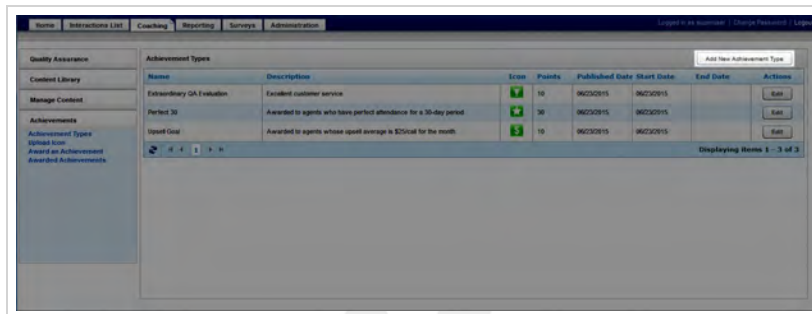 Logged in as supervisor | Change Password | Logou
Home Interactions List Coaching Reporting Surveys Administration
Quality Assurance
Content Library
Manage Content
Achievements
Achievement Types
Upload Icon
Award an Achievement
Awarded Achievements
Achievement Types Add New Achievement Type
Name Description Icon Points Published Date Start Date End Date Actions
Extraordinary QA Evaluation Excellent customer service. 10 06/23/2015 06/23/2015 Edit
Perfect 30 Awarded to agents who have perfect attendance for a 30-day period. 30 06/23/2015 06/23/2015 Edit
Upsell Goal Awarded to agents whose upsell average is $25/call for the month. $ 10 06/23/2015 06/23/2015 Edit
1 Displaying items 1 - 3 of 3